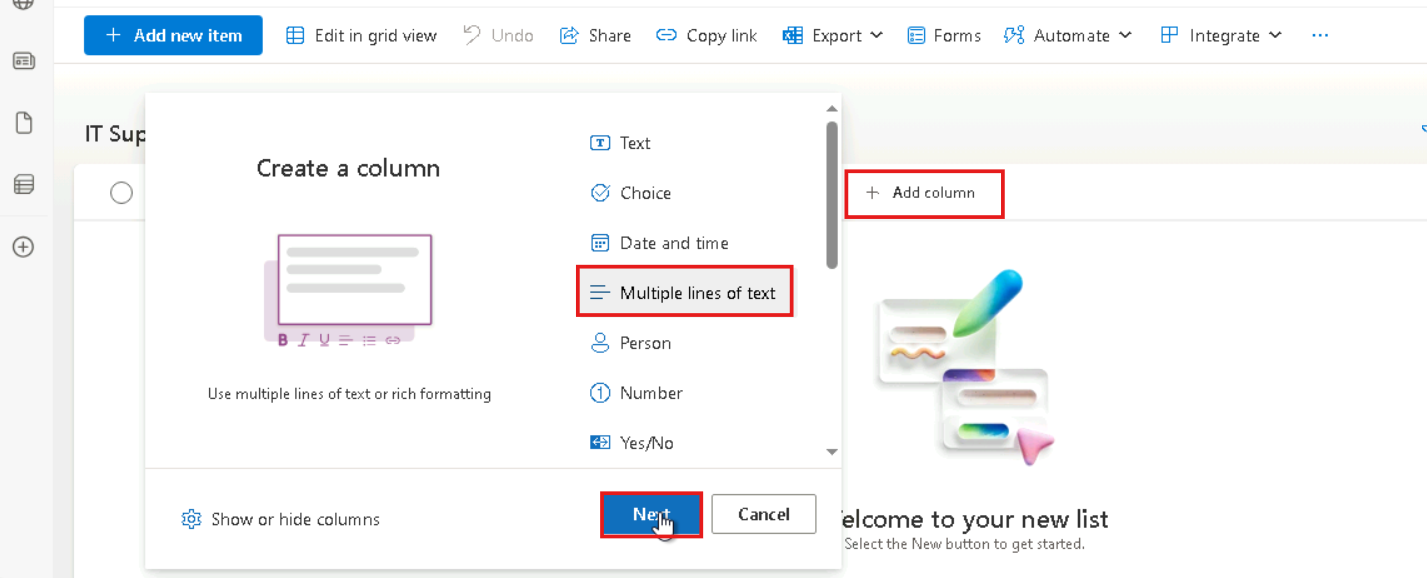 + Add new item Edit in grid view Undo Share Copy link Export Forms Automate Integrate ...
IT Sup
Create a column
Use multiple lines of text or rich formatting
Text
Choice
Date and time
Multiple lines of text
Person
Number
Yes/No
Show or hide columns
Next Cancel
+ Add column
elcome to your new list
Select the New button to get started.